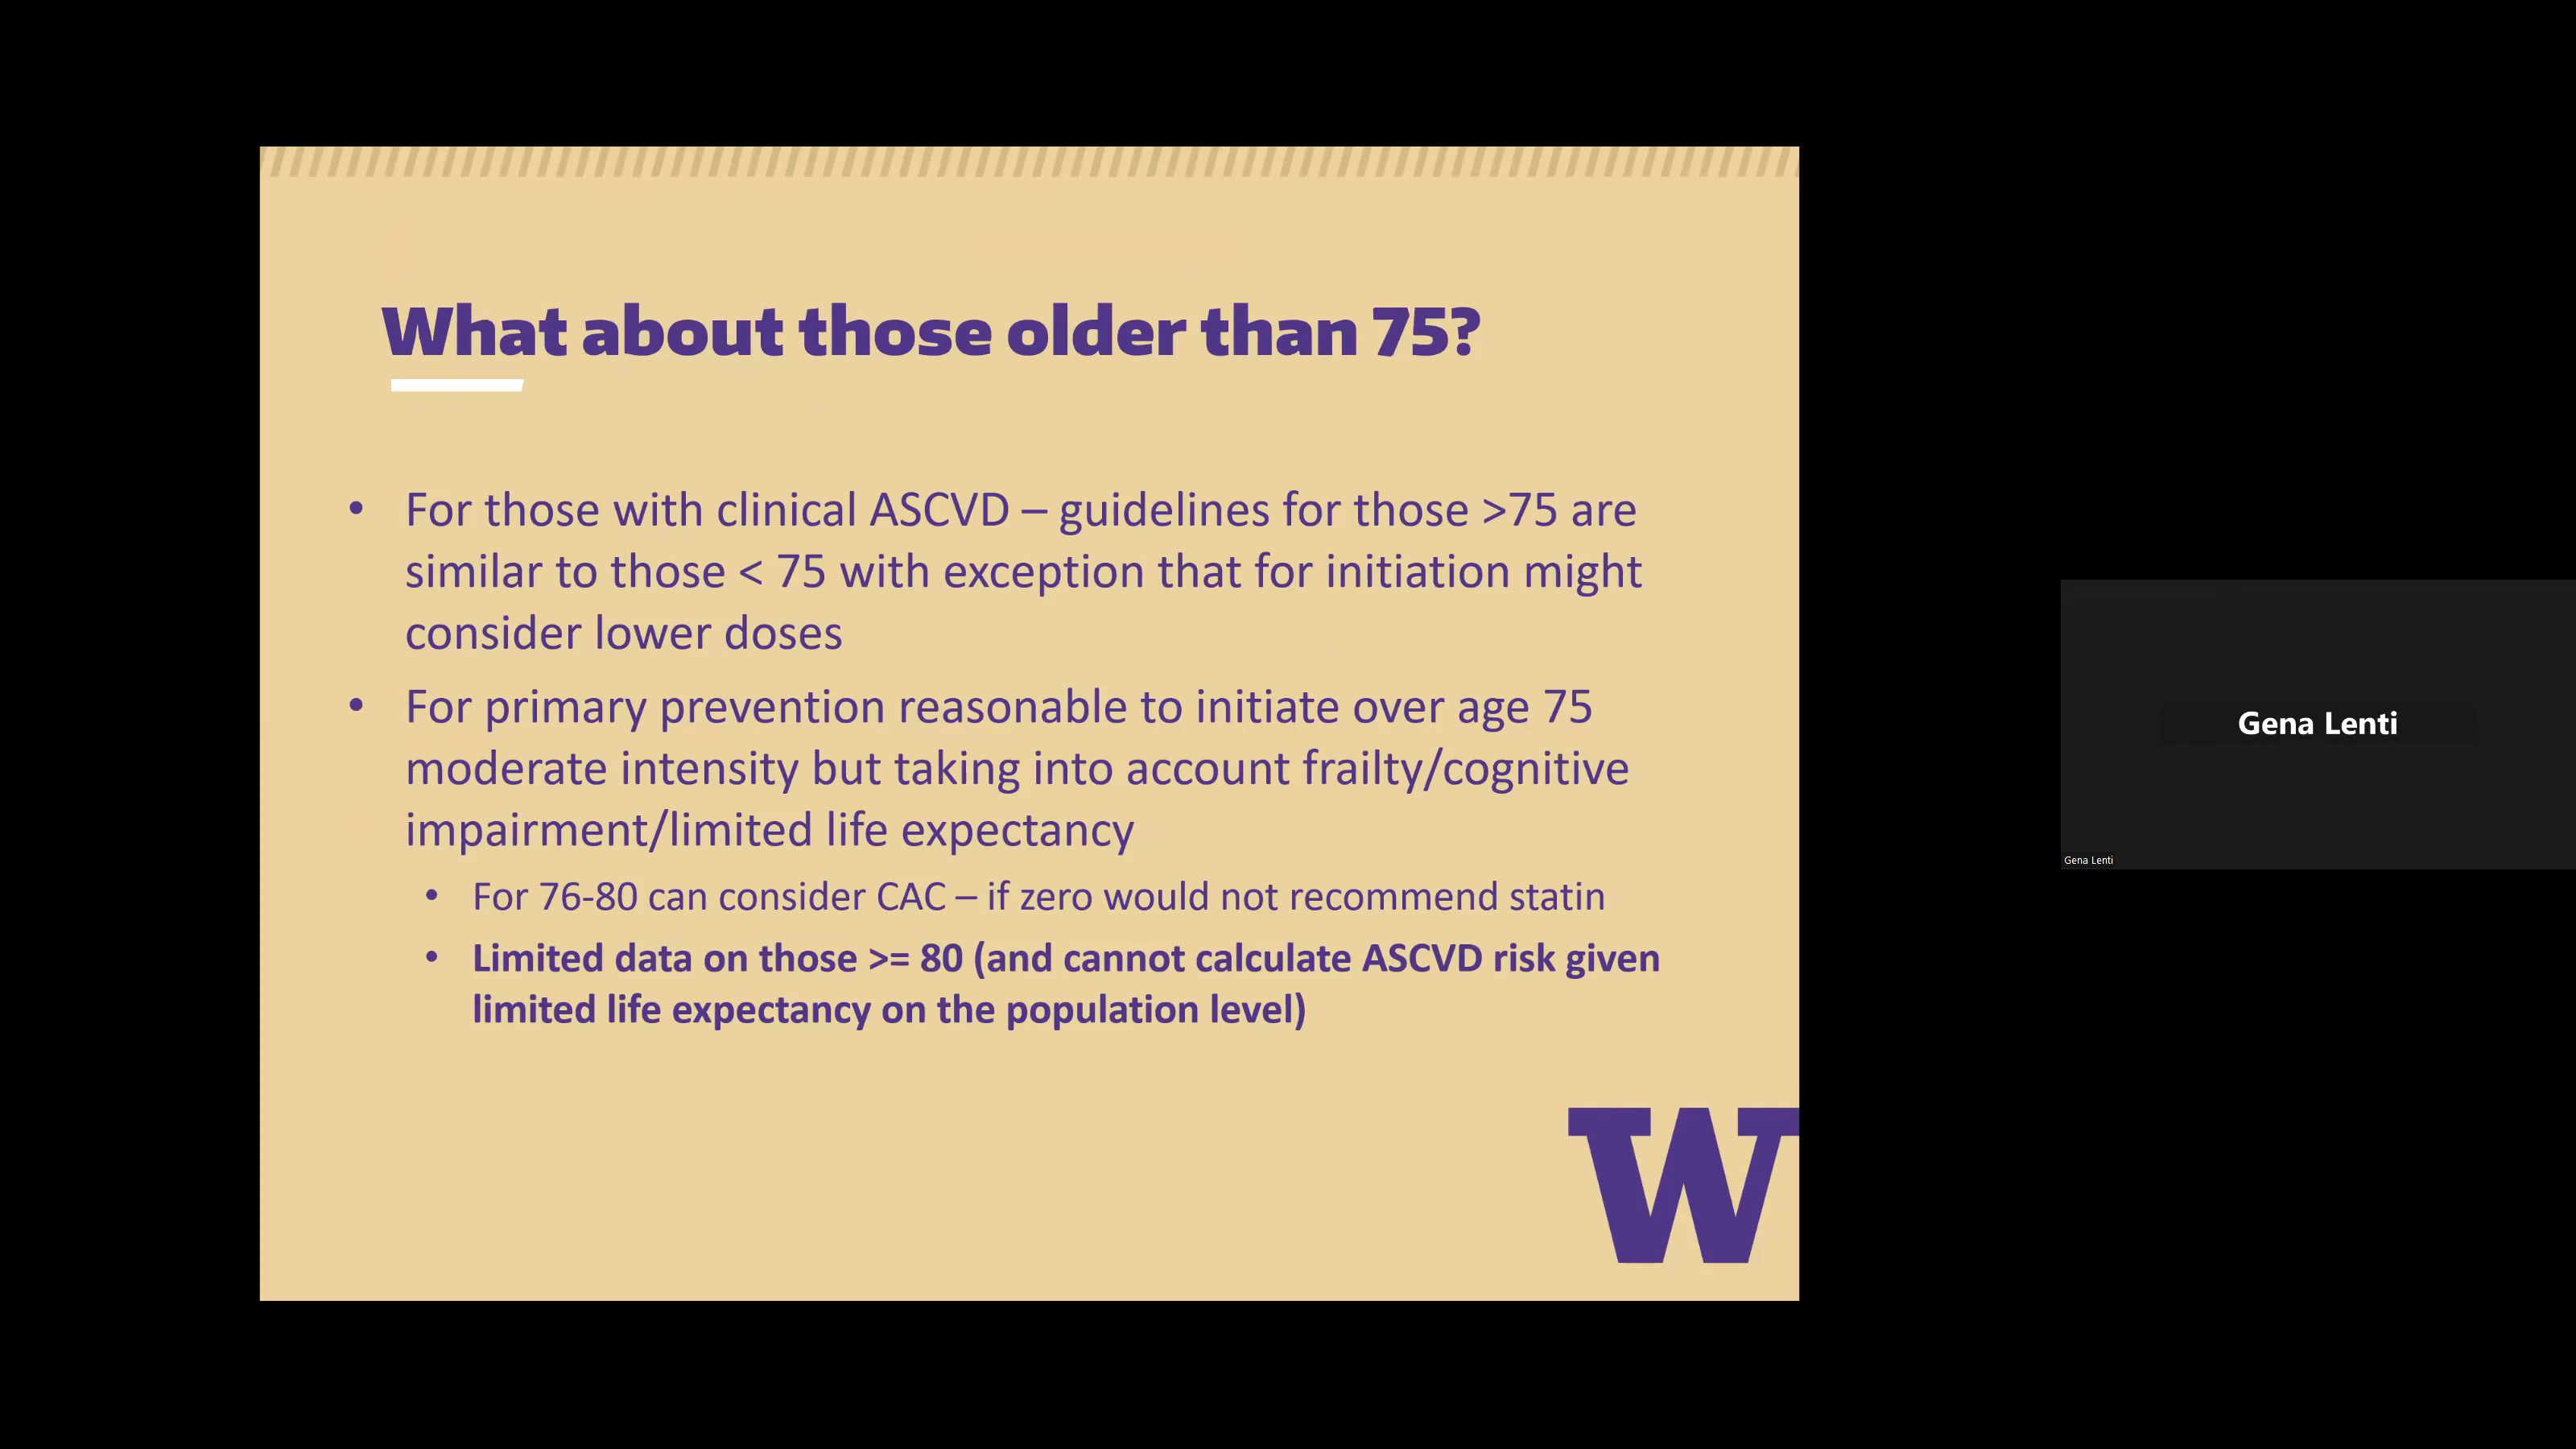 What about those older than 75?
• For those with clinical ASCVD – guidelines for those >75 are
similar to those < 75 with exception that for initiation might
consider lower doses
• For primary prevention reasonable to initiate over age 75
moderate intensity but taking into account frailty/cognitive
impairment/limited life expectancy
• For 76-80 can consider CAC – if zero would not recommend statin
• Limited data on those >= 80 (and cannot calculate ASCVD risk given
limited life expectancy on the population level)
W
Gena Lenti
Gena Lenti